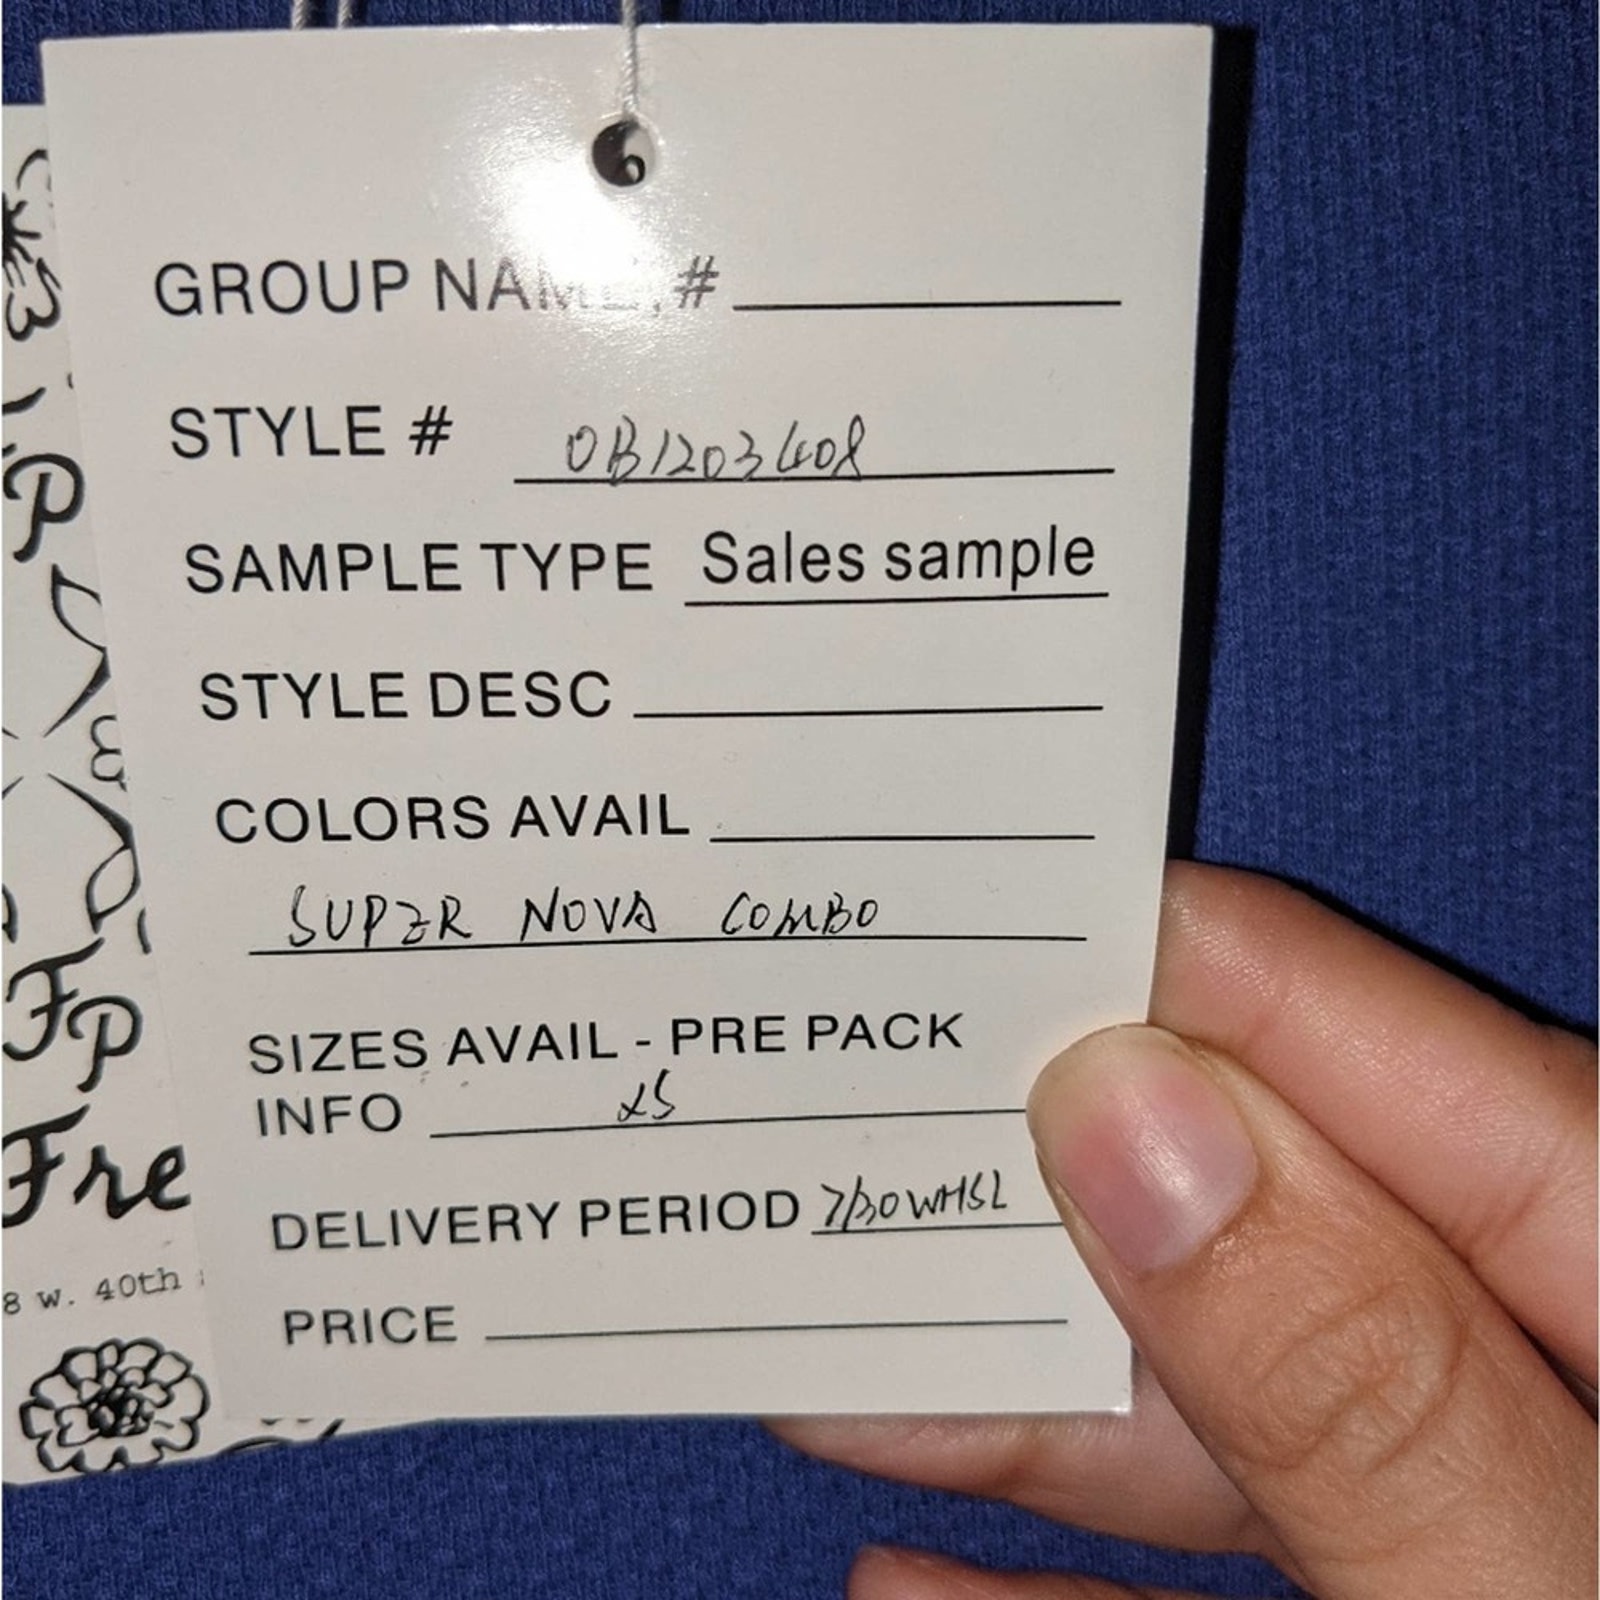 GROUP NAME, #
STYLE # OB1203408
SAMPLE TYPE Sales sample
STYLE DESC
COLORS AVAIL
SUPER NOVA COMBO
SIZES AVAIL - PRE PACK
INFO XS
DELIVERY PERIOD 7/30 WHSL
PRICE
FP
Fre
8 w. 40th